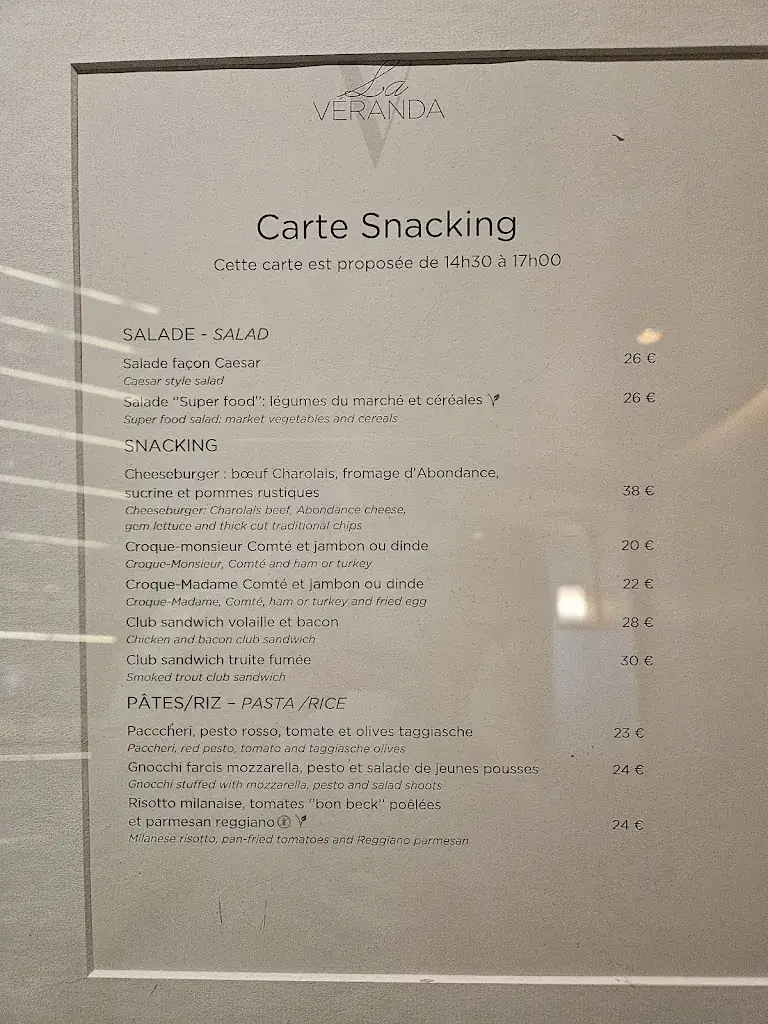 La
VÉRANDA
Carte Snacking
Cette carte est proposée de 14h30 à 17h00
SALADE - SALAD
Salade façon Caesar 26 €
Caesar style salad
Salade "Super food": légumes du marché et céréales 26 €
Super food salad: market vegetables and cereals
SNACKING
Cheeseburger : bœuf Charolais, fromage d'Abondance,
sucrine et pommes rustiques 38 €
Cheeseburger: Charolais beef, Abondance cheese,
gem lettuce and thick cut traditional chips
Croque-monsieur Comté et jambon ou dinde 20 €
Croque-Monsieur, Comté and ham or turkey
Croque-Madame Comté et jambon ou dinde 22 €
Croque-Madame, Comté, ham or turkey and fried egg
Club sandwich volaille et bacon 28 €
Chicken and bacon club sandwich
Club sandwich truite fumée 30 €
Smoked trout club sandwich
PÂTES/RIZ – PASTA /RICE
Pacccheri, pesto rosso, tomate et olives taggiasche 23 €
Paccheri, red pesto, tomato and taggiasche olives
Gnocchi farcis mozzarella, pesto et salade de jeunes pousses 24 €
Gnocchi stuffed with mozzarella, pesto and salad shoots
Risotto milanaise, tomates "bon beck" poêlées
et parmesan reggiano 24 €
Milanese risotto, pan-fried tomatoes and Reggiano parmesan